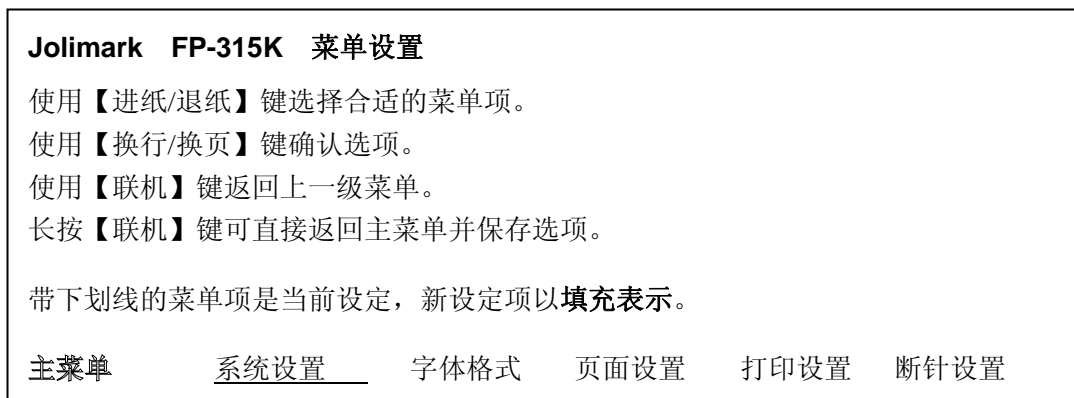 Jolimark FP-315K 菜单设置
使用【进纸/退纸】键选择合适的菜单项。
使用【换行/换页】键确认选项。
使用【联机】键返回上一级菜单。
长按【联机】键可直接返回主菜单并保存选项。
带下划线的菜单项是当前设定，新设定项以填充表示。
主菜单 系统设置 字体格式 页面设置 打印设置 断针设置